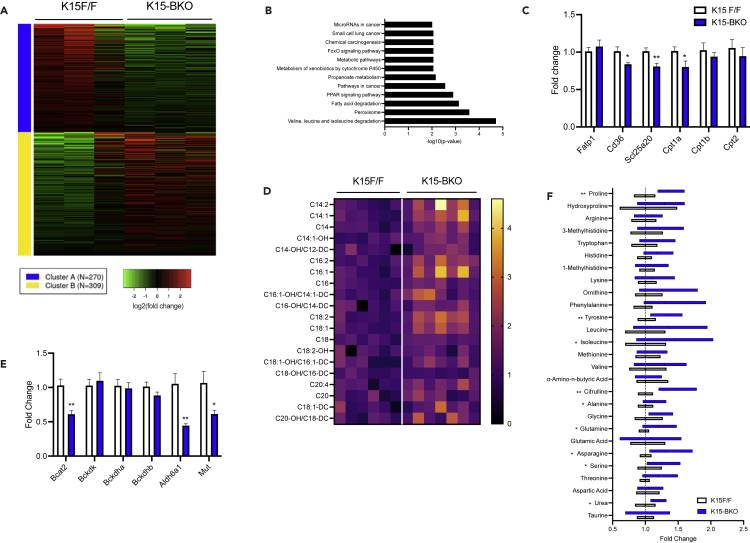 A
K15F/F
K15-BKO
Cluster A (N=270)
Cluster B (N=309)
-2 -1 0 1 2
log2(fold change)
B
MicroRNAs in cancer
Small cell lung cancer
Chemical carcinogenesis
FoxO signaling pathway
Metabolic pathways
Metabolism of xenobiotics by cytochrome P450
Propanoate metabolism
Pathways in cancer
PPAR signaling pathway
Fatty acid degradation
Peroxisome
Valine, leucine and isoleucine degradation
0 1 2 3 4 5
-log10(p-value)
C
K15 F/F
K15-BKO
Fold change
1.5
1.0
0.5
0.0
* ** *
Fatp1 Cd36 Scl25a20 Cpt1a Cpt1b Cpt2
D
K15F/F K15-BKO
C14:2
C14:1
C14
C14:1-OH
C14-OH/C12-DC
C16:2
C16:1
C16
C16:1-OH/C14:1-DC
C16-OH/C14-DC
C18:2
C18:1
C18
C18:2-OH
C18:1-OH/C16:1-DC
C18-OH/C16-DC
C20:4
C20
C18:1-DC
C20-OH/C18-DC
4
3
2
1
0
E
Fold Change
1.5
1.0
0.5
0.0
** ** *
Bcat2 Bckdk Bckdha Bckdhb Aldh6a1 Mut
F
** Proline
Hydroxyproline
Arginine
3-Methylhistidine
Tryptophan
Histidine
1-Methylhistidine
Lysine
Ornithine
Phenylalanine
** Tyrosine
Leucine
* Isoleucine
Methionine
Valine
α-Amino-n-butyric Acid
** Citrulline
* Alanine
Glycine
* Glutamine
Glutamic Acid
* Asparagine
* Serine
Threonine
Aspartic Acid
* Urea
Taurine
K15F/F
K15-BKO
0.5 1.0 1.5 2.0 2.5
Fold Change